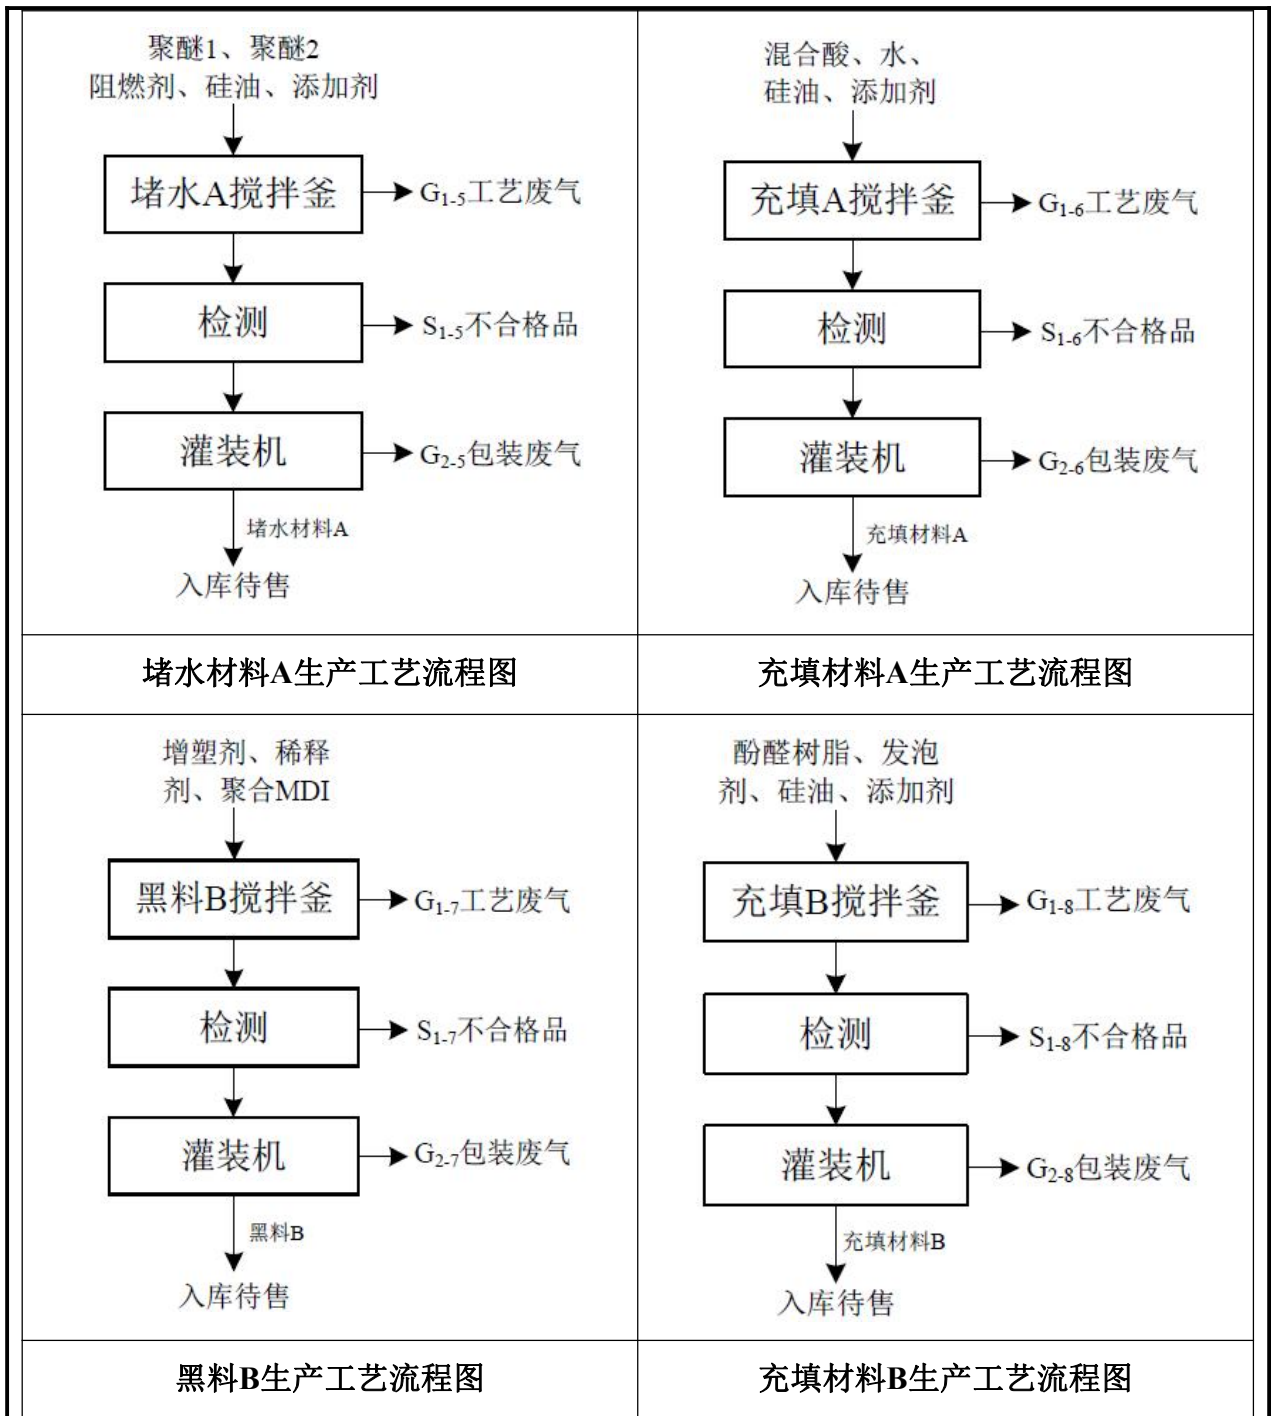 聚醚1、聚醚2
阻燃剂、硅油、添加剂
堵水A搅拌釜
G1-5工艺废气
检测
S1-5不合格品
灌装机
G2-5包装废气
堵水材料A
入库待售
堵水材料A生产工艺流程图
混合酸、水、
硅油、添加剂
充填A搅拌釜
G1-6工艺废气
检测
S1-6不合格品
灌装机
G2-6包装废气
充填材料A
入库待售
充填材料A生产工艺流程图
增塑剂、稀释
剂、聚合MDI
黑料B搅拌釜
G1-7工艺废气
检测
S1-7不合格品
灌装机
G2-7包装废气
黑料B
入库待售
黑料B生产工艺流程图
酚醛树脂、发泡
剂、硅油、添加剂
充填B搅拌釜
G1-8工艺废气
检测
S1-8不合格品
灌装机
G2-8包装废气
充填材料B
入库待售
充填材料B生产工艺流程图